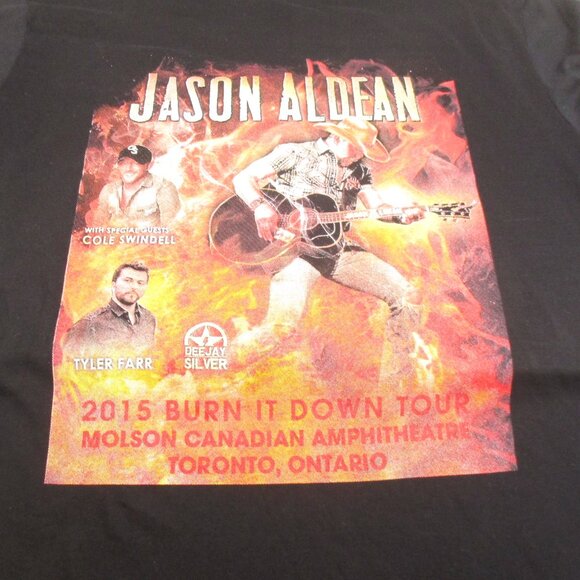 JASON ALDEAN
WITH SPECIAL GUESTS
COLE SWINDELL
TYLER FARR
DEEJAY
SILVER
2015 BURN IT DOWN TOUR
MOLSON CANADIAN AMPHITHEATRE
TORONTO, ONTARIO